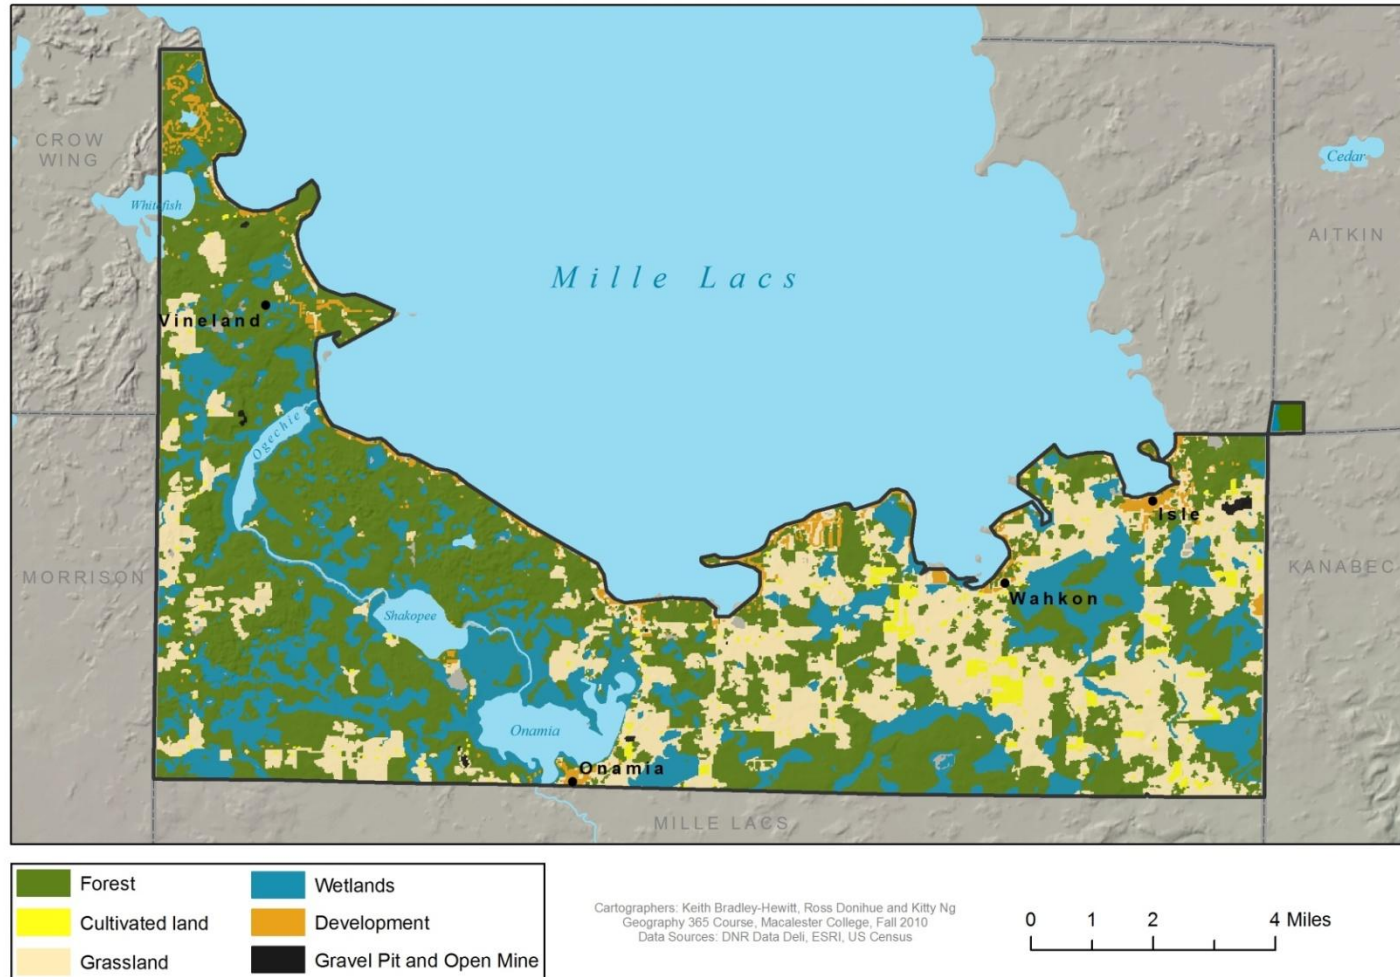 CROW
WING
Cedar
Whitefish
AITKIN
Mille Lacs
Vineland
Ogechie
Isle
MORRISON
KANABEC
Wahkon
Shakopee
Onamia
Onamia
MILLE LACS
Forest
Wetlands
Cultivated land
Development
Grassland
Gravel Pit and Open Mine
Cartographers: Keith Bradley-Hewitt, Ross Donihue and Kitty Ng
Geography 365 Course, Macalester College, Fall 2010
Data Sources: DNR Data Deli, ESRI, US Census
0 1 2 4 Miles